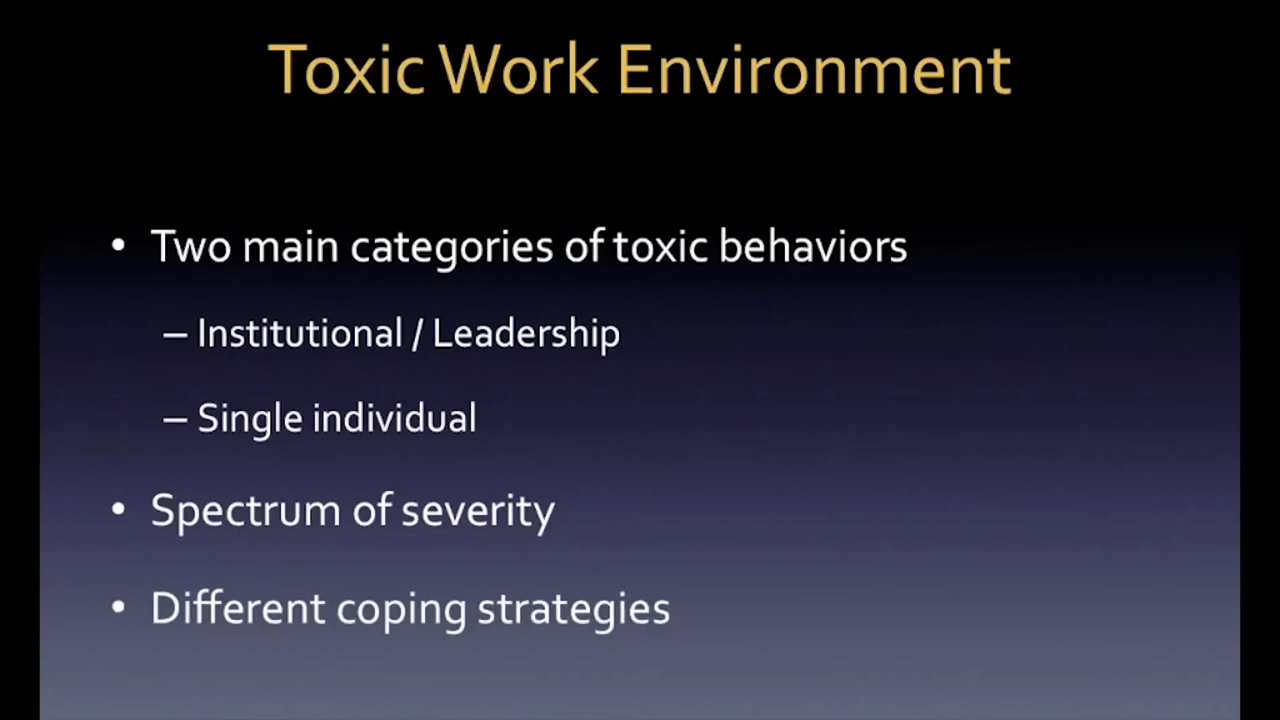 Toxic Work Environment
• Two main categories of toxic behaviors
– Institutional / Leadership
– Single individual
• Spectrum of severity
• Different coping strategies